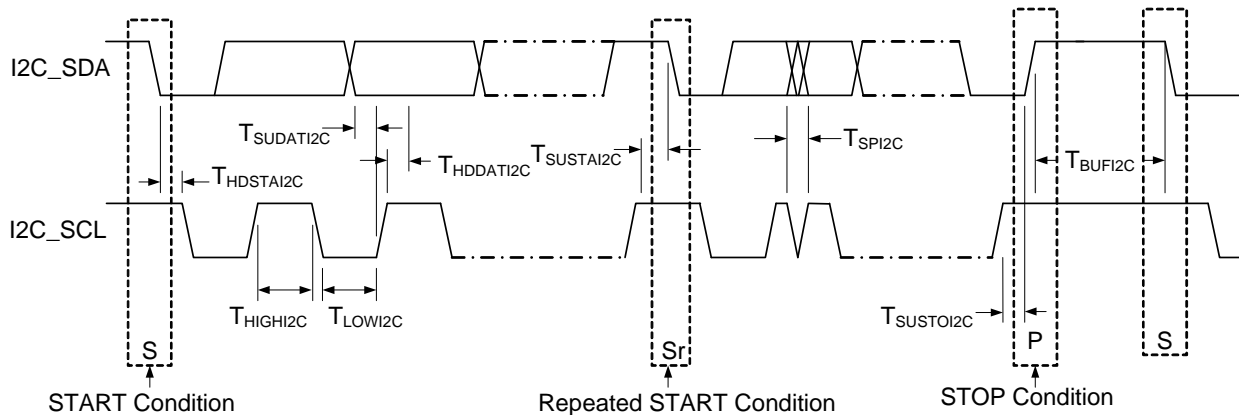 I2C_SDA
TSUDATI2C
THDDATI2C
TSUSTAI2C
TSPI2C
TBUFI2C
THDSTAI2C
I2C_SCL
THIGHI2C
TLOWI2C
TSUSTOI2C
S
Sr
P
S
START Condition
Repeated START Condition
STOP Condition